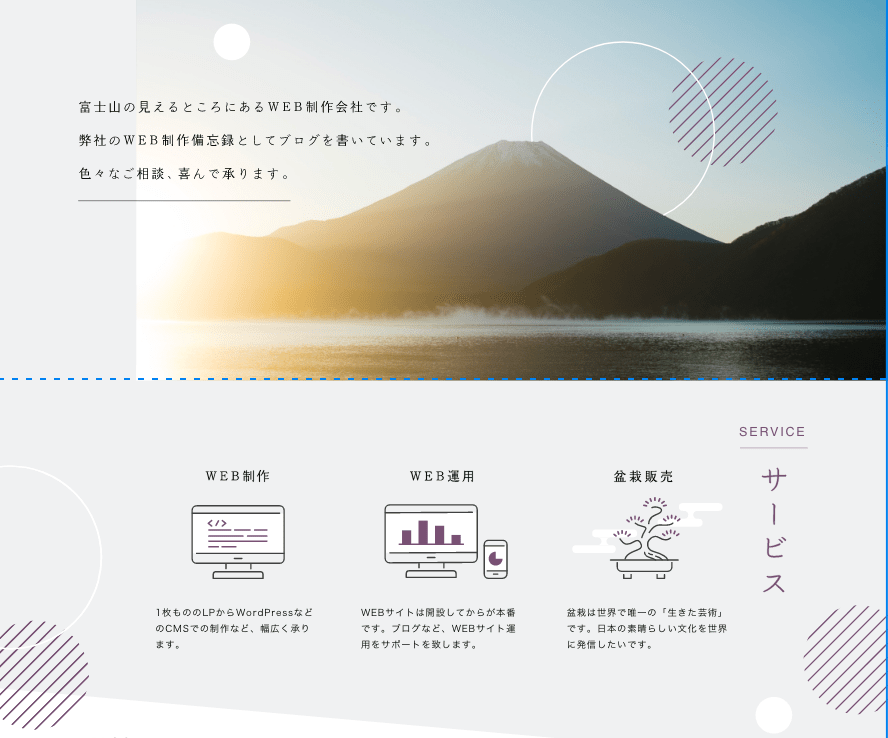 富士山の見えるところにあるWEB制作会社です。
弊社のWEB制作備忘録としてブログを書いています。
色々なご相談、喜んで承ります。
SERVICE
サービス
WEB制作
</>
1枚もののLPからWordPressなど
のCMSでの制作など、幅広く承り
ます。
WEB運用
WEBサイトは開設してからが本番
です。ブログなど、WEBサイト運
用をサポートを致します。
盆栽販売
盆栽は世界で唯一の「生きた芸術」
です。日本の素晴らしい文化を世界
に発信したいです。